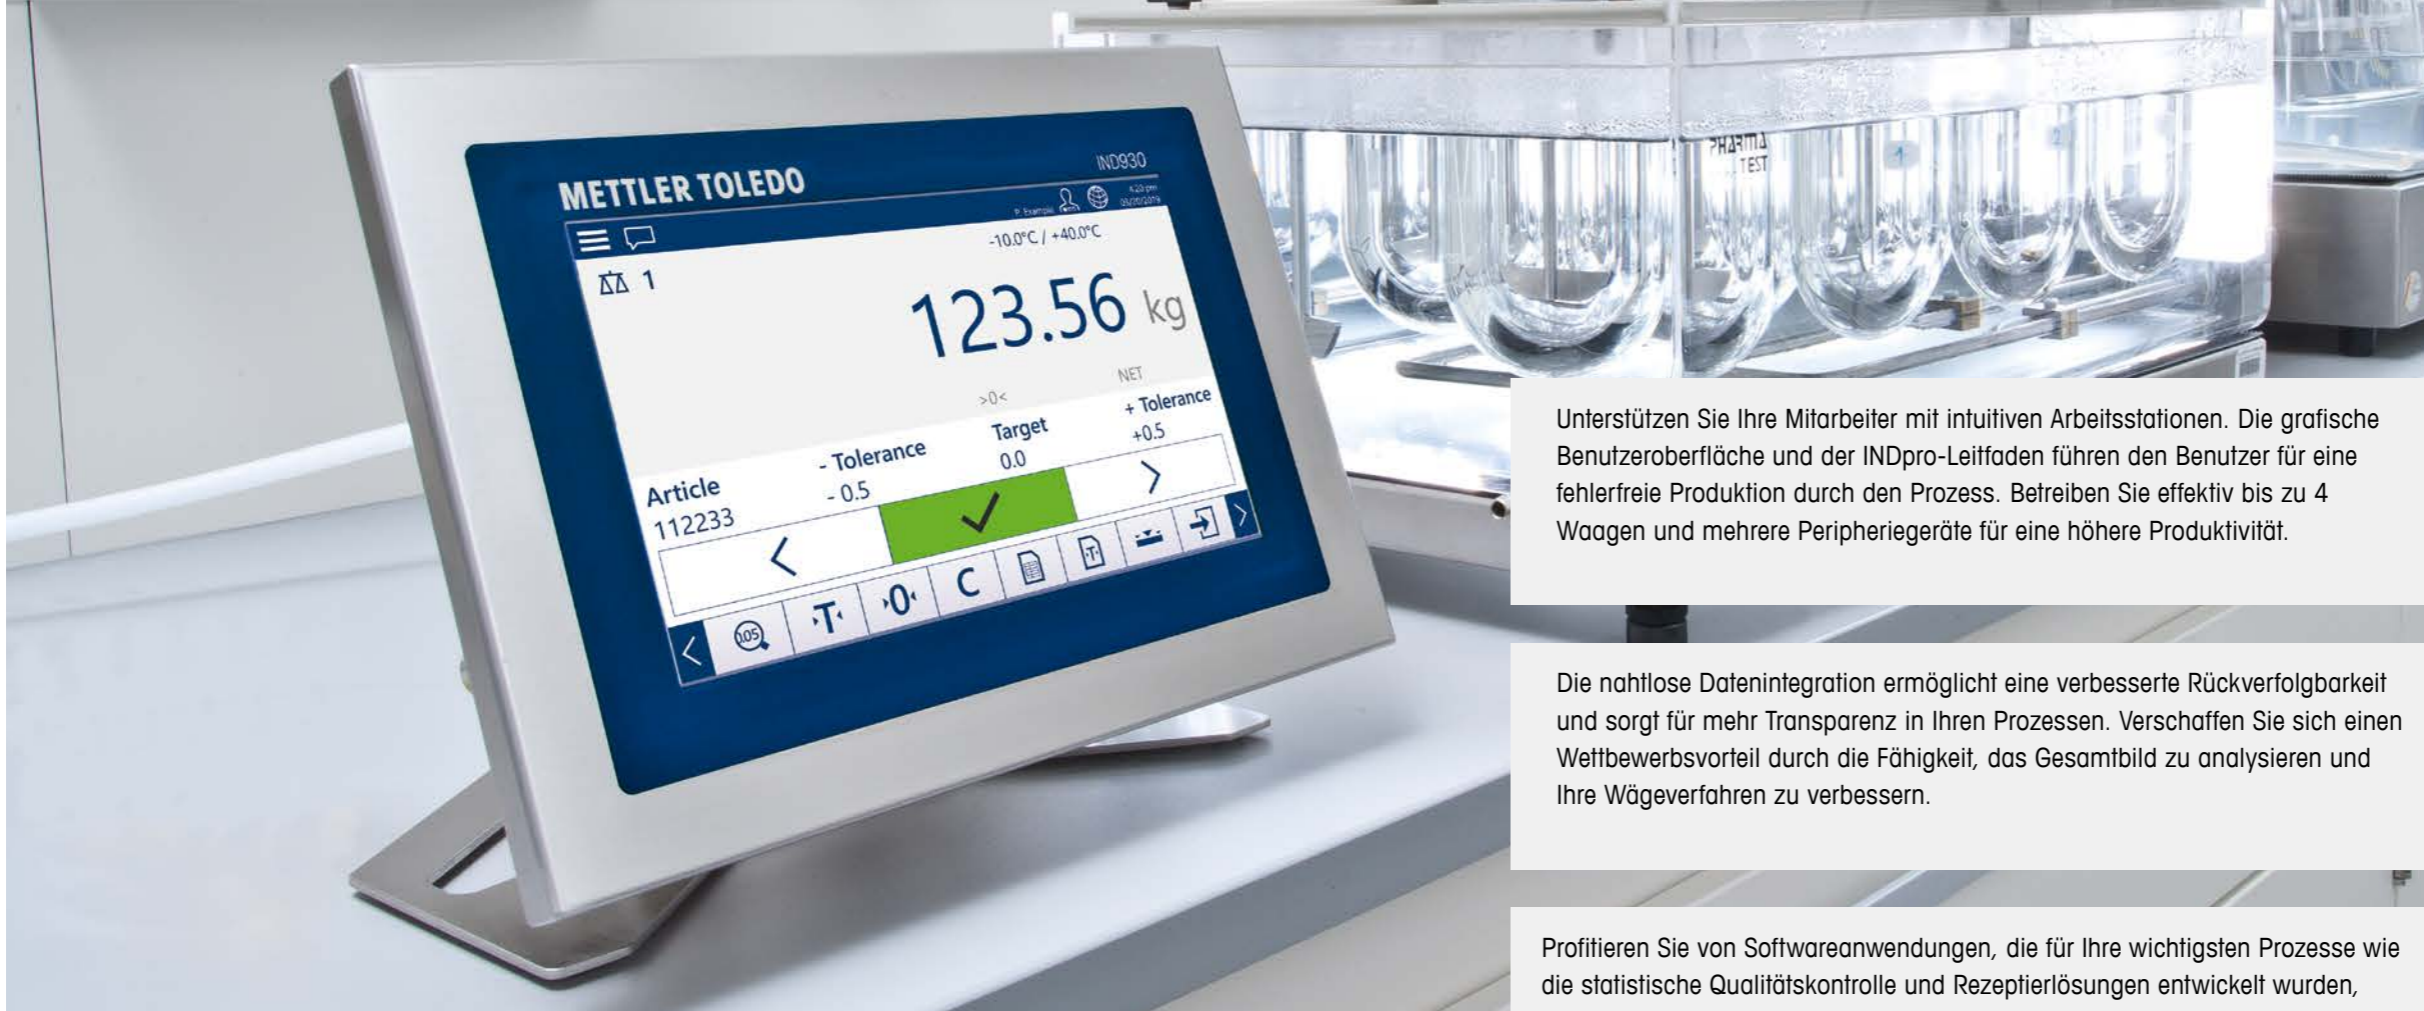 METTLER TOLEDO
IND930
P. Example
4:20 pm
03/20/2019
-10.0°C / +40.0°C
1
123.56 kg
>0<
NET
Article
- Tolerance
Target
+ Tolerance
112233
- 0.5
0.0
+0.5
T
0
C
T
PHARMA
TEST
1
2
Unterstützen Sie Ihre Mitarbeiter mit intuitiven Arbeitsstationen. Die grafische
Benutzeroberfläche und der INDpro-Leitfaden führen den Benutzer für eine
fehlerfreie Produktion durch den Prozess. Betreiben Sie effektiv bis zu 4
Waagen und mehrere Peripheriegeräte für eine höhere Produktivität.
Die nahtlose Datenintegration ermöglicht eine verbesserte Rückverfolgbarkeit
und sorgt für mehr Transparenz in Ihren Prozessen. Verschaffen Sie sich einen
Wettbewerbsvorteil durch die Fähigkeit, das Gesamtbild zu analysieren und
Ihre Wägeverfahren zu verbessern.
Profitieren Sie von Softwareanwendungen, die für Ihre wichtigsten Prozesse wie
die statistische Qualitätskontrolle und Rezeptierlösungen entwickelt wurden,